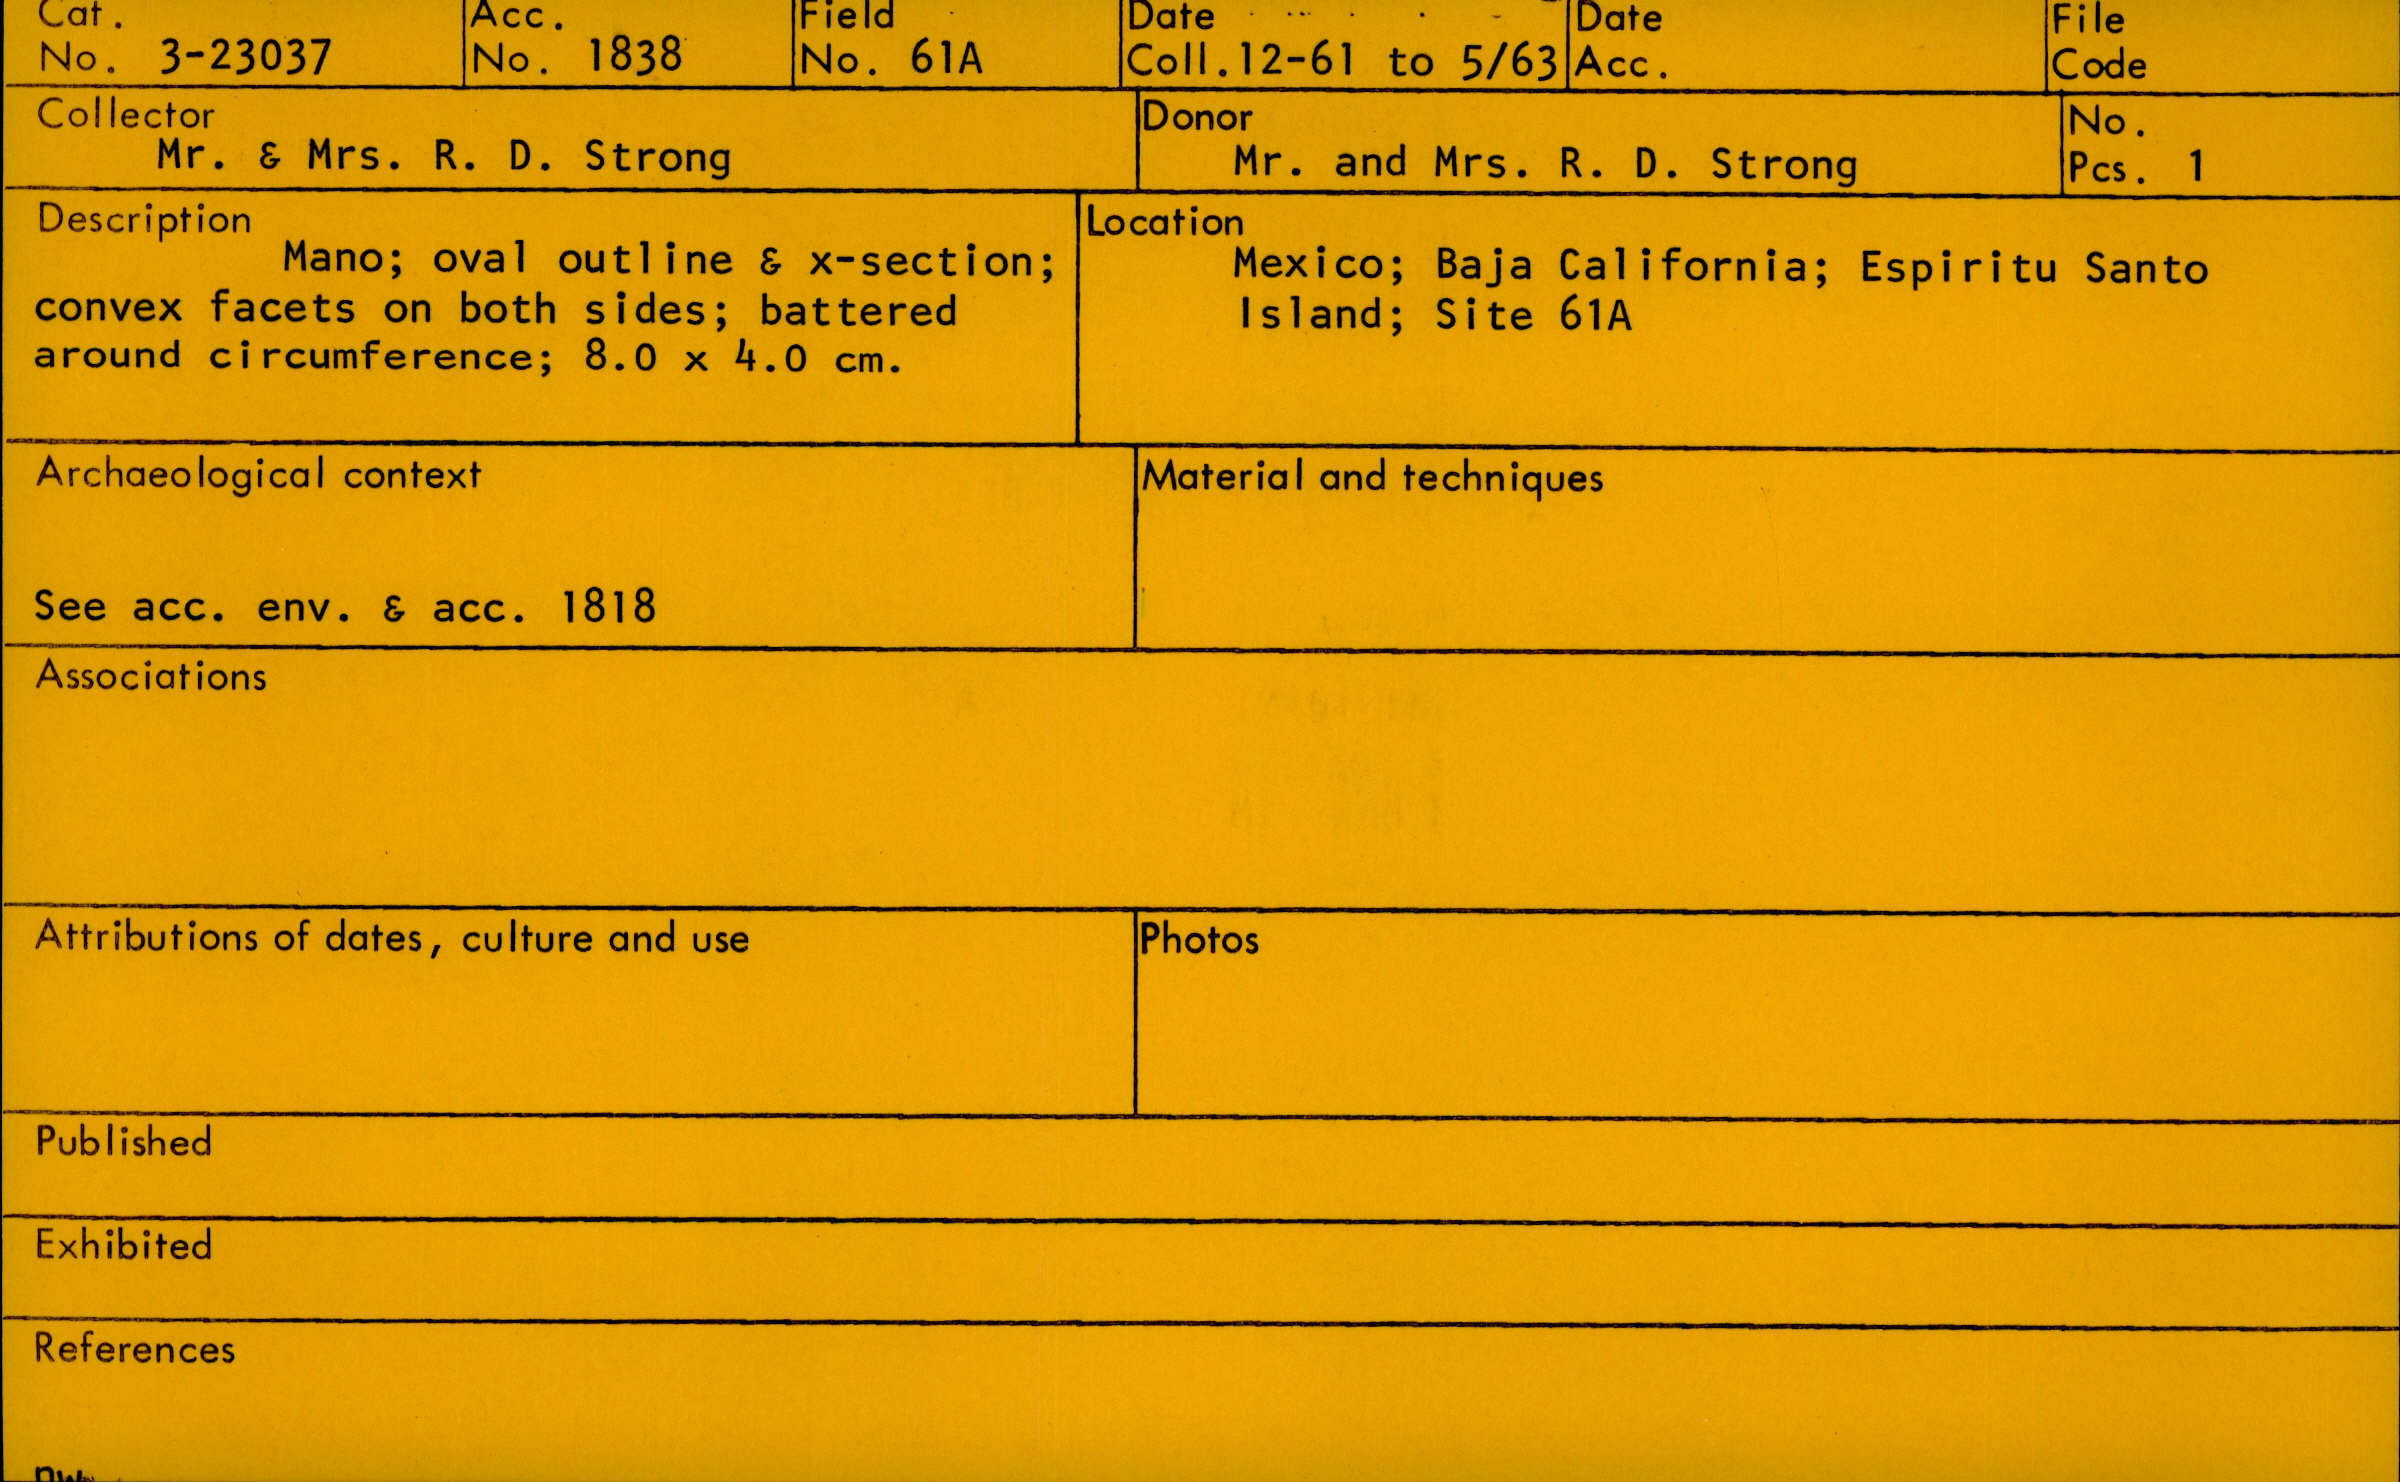 Cat. No. 3-23037
Acc. No. 1838
Field No. 61A
Date Coll. 12-61 to 5/63
Date Acc.
File Code
Collector
Mr. & Mrs. R. D. Strong
Donor
Mr. and Mrs. R. D. Strong
No. Pcs. 1
Description
Mano; oval outline & x-section;
convex facets on both sides; battered
around circumference; 8.0 x 4.0 cm.
Location
Mexico; Baja California; Espiritu Santo
Island; Site 61A
Archaeological context
See acc. env. & acc. 1818
Material and techniques
Associations
Attributions of dates, culture and use
Photos
Published
Exhibited
References